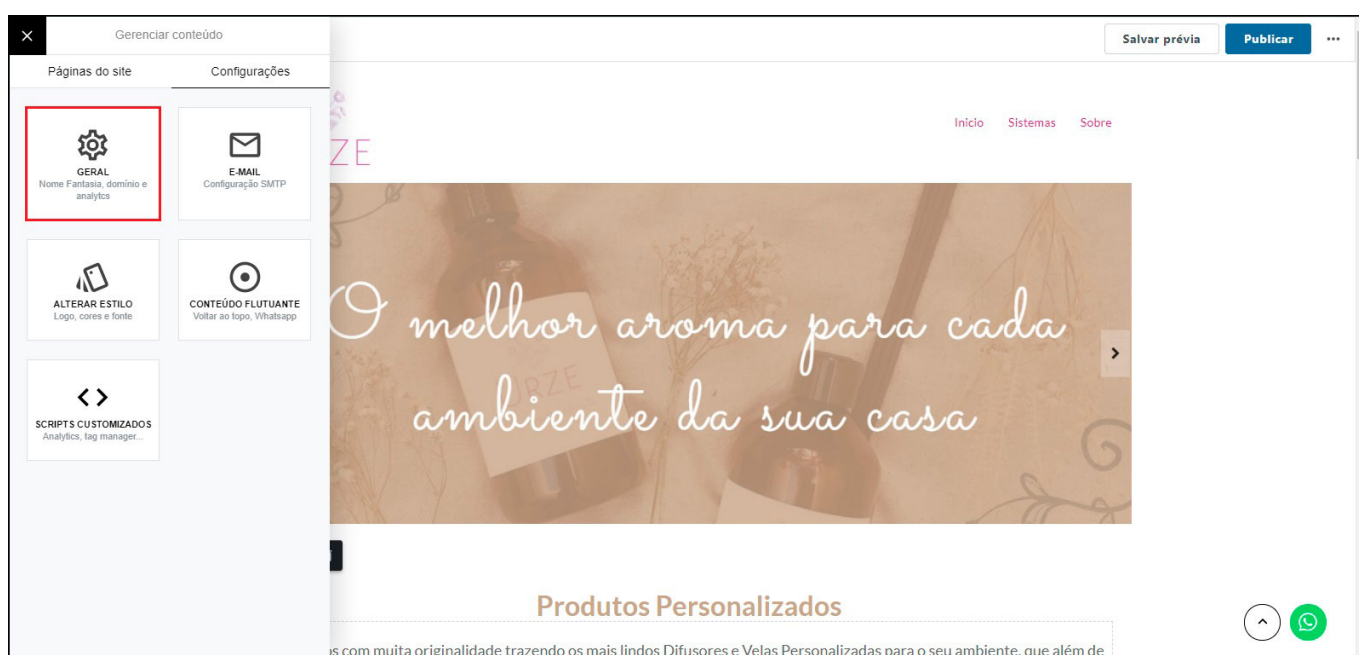 Gerenciar conteúdo
Salvar prévia
Publicar
Páginas do site
Configurações
GERAL
Nome Fantasia, domínio e
analytcs
E-MAIL
Configuração SMTP
ALTERAR ESTILO
Logo, cores e fonte
CONTEÚDO FLUTUANTE
Voltar ao topo, Whatsapp
SCRIPTS CUSTOMIZADOS
Analytics, tag manager...
ZE
Inicio
Sistemas
Sobre
O melhor aroma para cada
ambiente da sua casa
URZE
Produtos Personalizados
os com muita originalidade trazendo os mais lindos Difusores e Velas Personalizadas para o seu ambiente, que além de